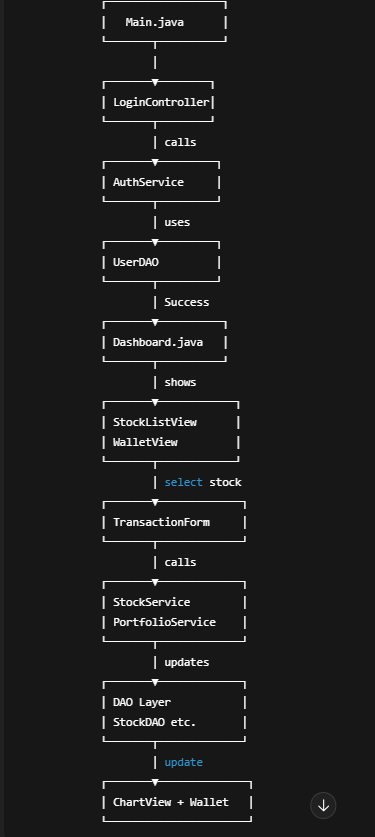 Main.java
LoginController
calls
AuthService
uses
UserDAO
Success
Dashboard.java
shows
StockListView
WalletView
select stock
TransactionForm
calls
StockService
PortfolioService
updates
DAO Layer
StockDAO etc.
update
ChartView + Wallet